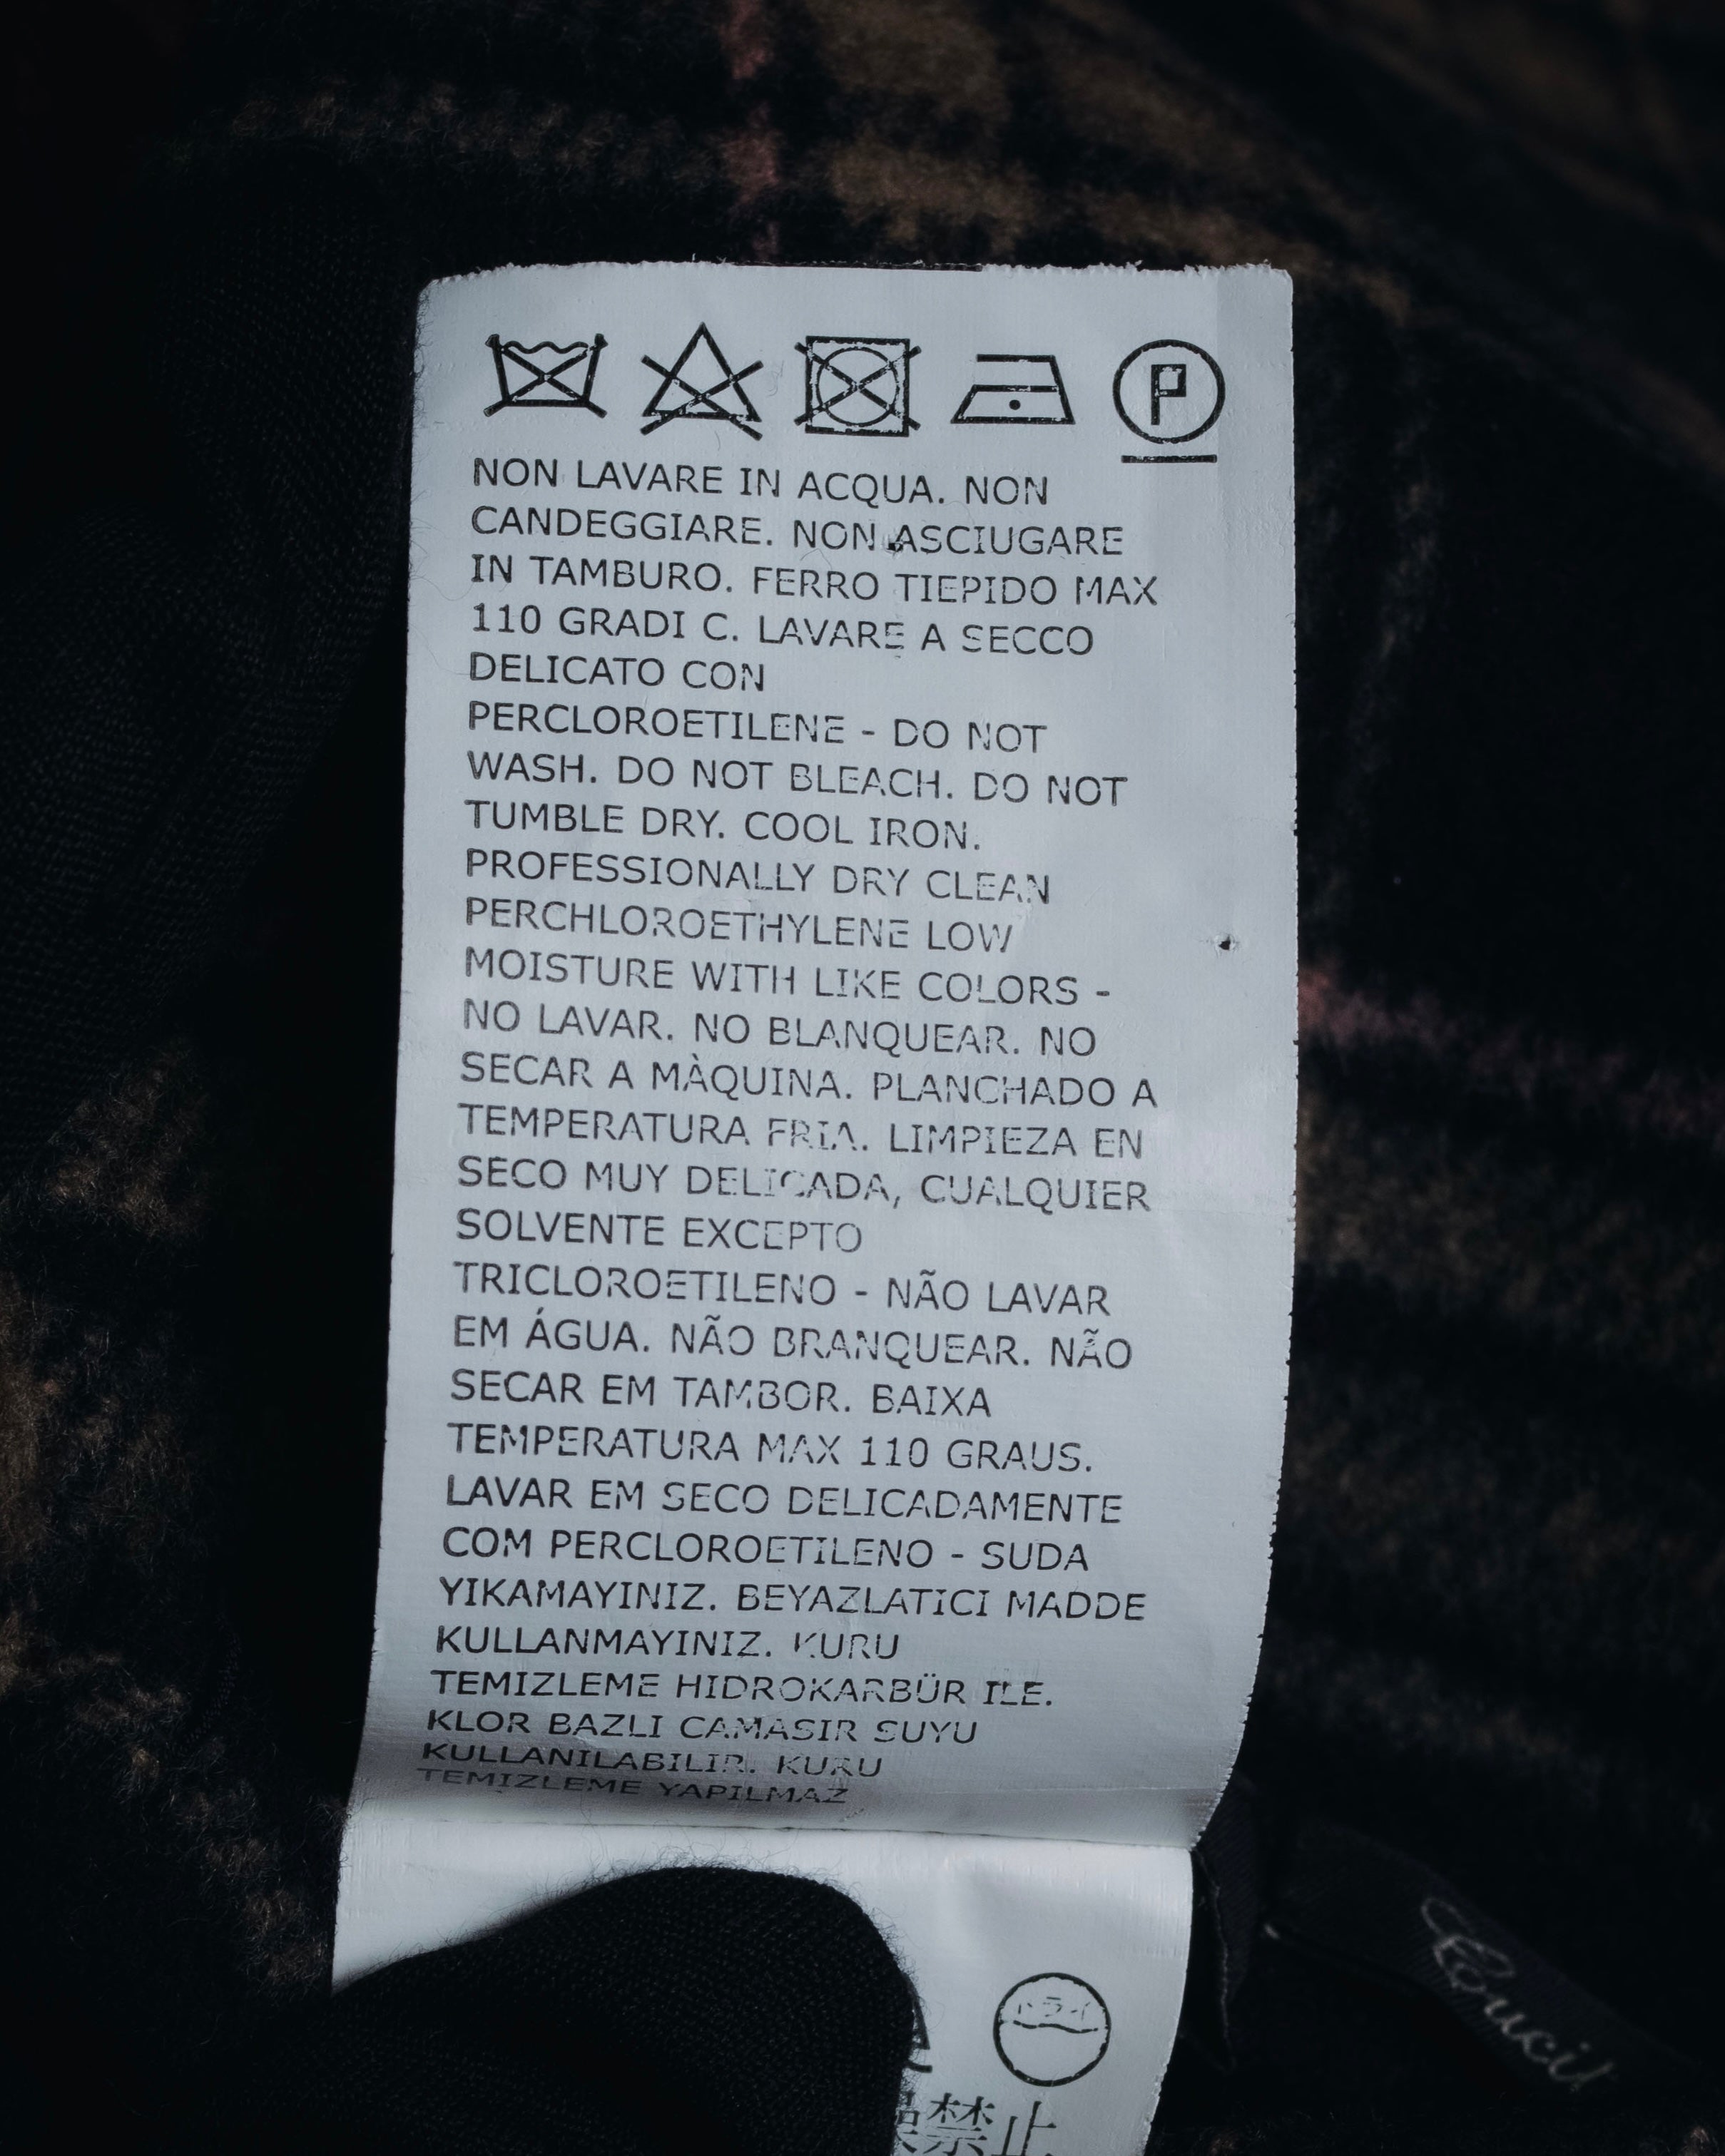 P
NON LAVARE IN ACQUA. NON
CANDEGGIARE. NON ASCIUGARE
IN TAMBURO. FERRO TIEPIDO MAX
110 GRADI C. LAVARE A SECCO
DELICATO CON
PERCLOROETILENE - DO NOT
WASH. DO NOT BLEACH. DO NOT
TUMBLE DRY. COOL IRON.
PROFESSIONALLY DRY CLEAN
PERCHLOROETHYLENE LOW
MOISTURE WITH LIKE COLORS -
NO LAVAR. NO BLANQUEAR. NO
SECAR A MÀQUINA. PLANCHADO A
TEMPERATURA FRIA. LIMPIEZA EN
SECO MUY DELICADA, CUALQUIER
SOLVENTE EXCEPTO
TRICLOROETILENO - NÃO LAVAR
EM ÁGUA. NÃO BRANQUEAR. NÃO
SECAR EM TAMBOR. BAIXA
TEMPERATURA MAX 110 GRAUS.
LAVAR EM SECO DELICADAMENTE
COM PERCLOROETILENO - SUDA
YIKAMAYINIZ. BEYAZLATICI MADDE
KULLANMAYINIZ. KURU
TEMIZLEME HIDROKARBÜR ILE.
KLOR BAZLI CAMASIR SUYU
KULLANILABILIR. KURU
TEMIZLEME YAPILMAZ
ドライ
禁止